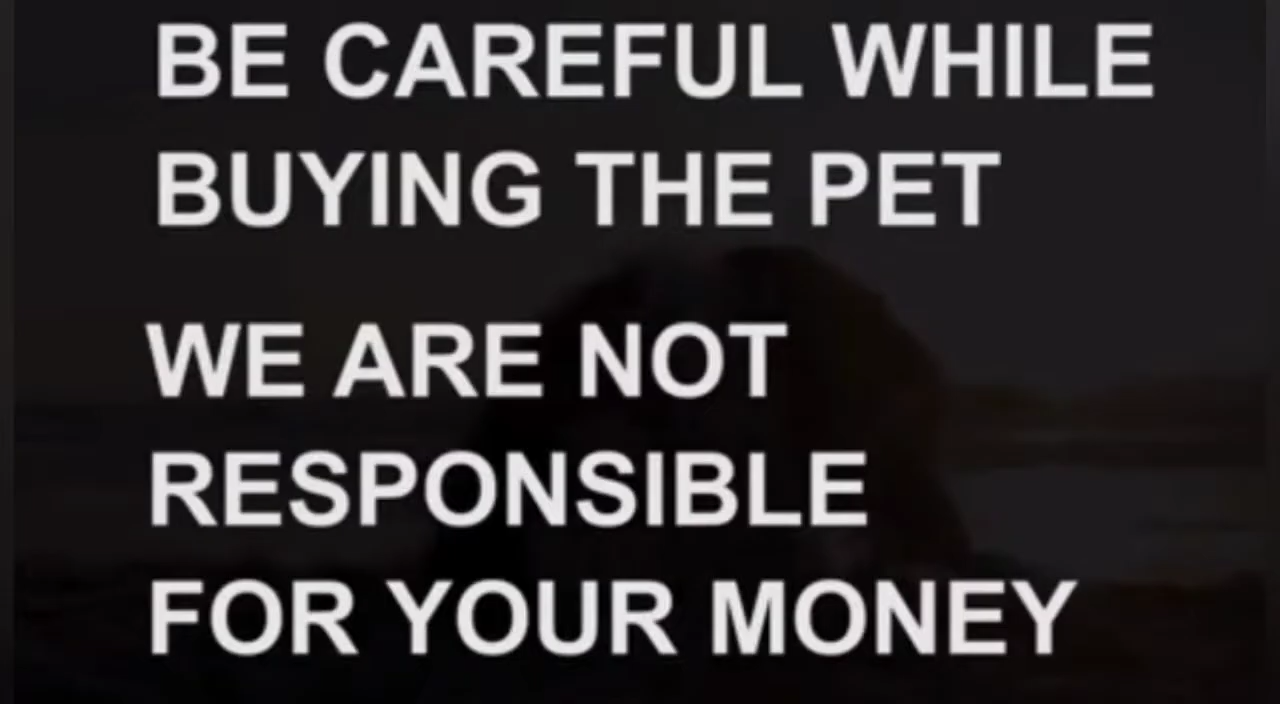 BE CAREFUL WHILE
BUYING THE PET
WE ARE NOT
RESPONSIBLE
FOR YOUR MONEY